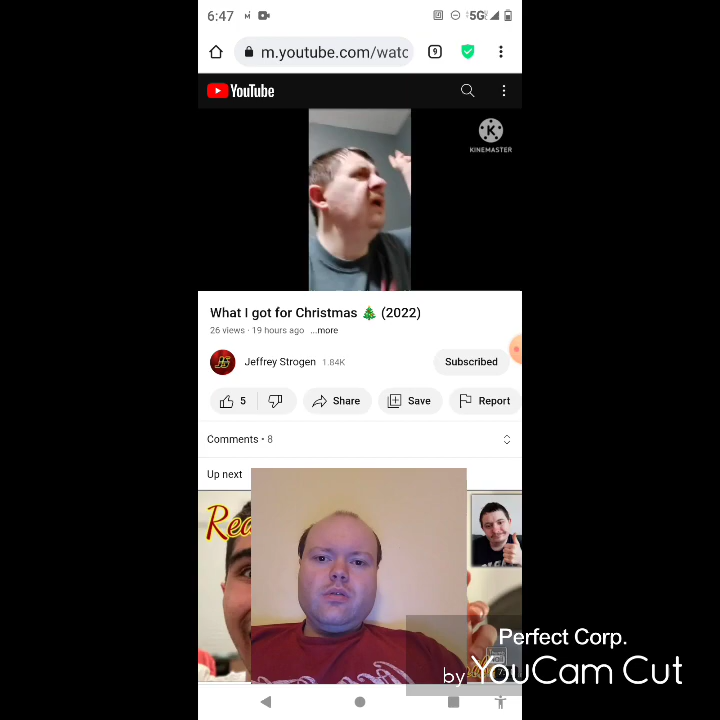 6:47 5G
9 m.youtube.com/watc
YouTube
K
KINEMASTER
What I got for Christmas 🎄 (2022)
26 views · 19 hours ago ...more
JS Jeffrey Strogen 1.84K Subscribed
5 Share Save Report
Comments • 8
Up next
Perfect Corp.
by YouCam Cut